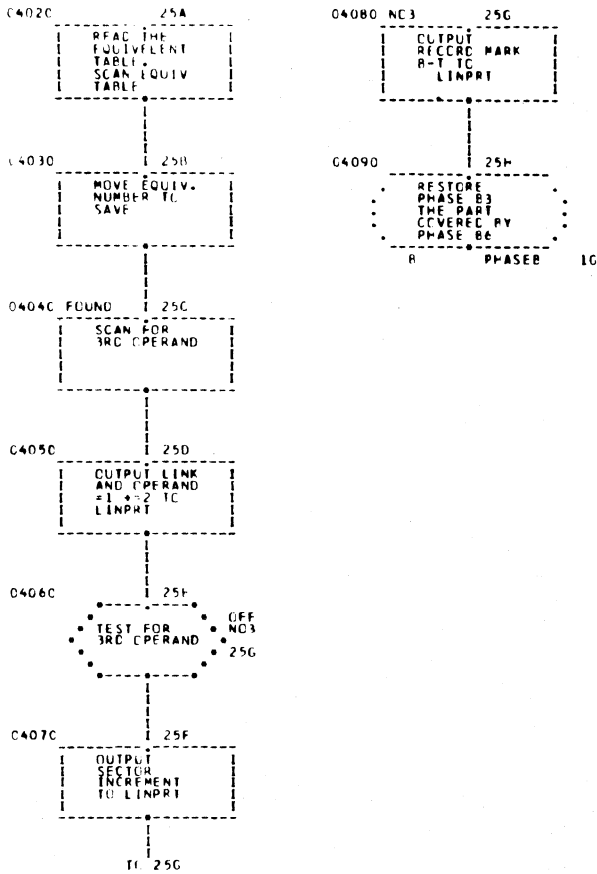 04020 25A
READ THE
EQUIVELENT
TABLE.
SCAN EQUIV
TABLE
04030 25B
MOVE EQUIV.
NUMBER TO
SAVE
04040 FOUND 25C
SCAN FOR
3RD OPERAND
04050 25D
OUTPUT LINK
AND OPERAND
=1 +=2 TO
LINPRT
04060 25E
TEST FOR
3RD OPERAND
OFF
NO3
25G
04070 25F
OUTPUT
SECTOR
INCREMENT
TO LINPRT
TO 25G
04080 NO3 25G
OUTPUT
RECORD MARK
B-T TO
LINPRT
04090 25H
RESTORE
PHASE B3
THE PART
COVERED BY
PHASE B6
B PHASEB 10